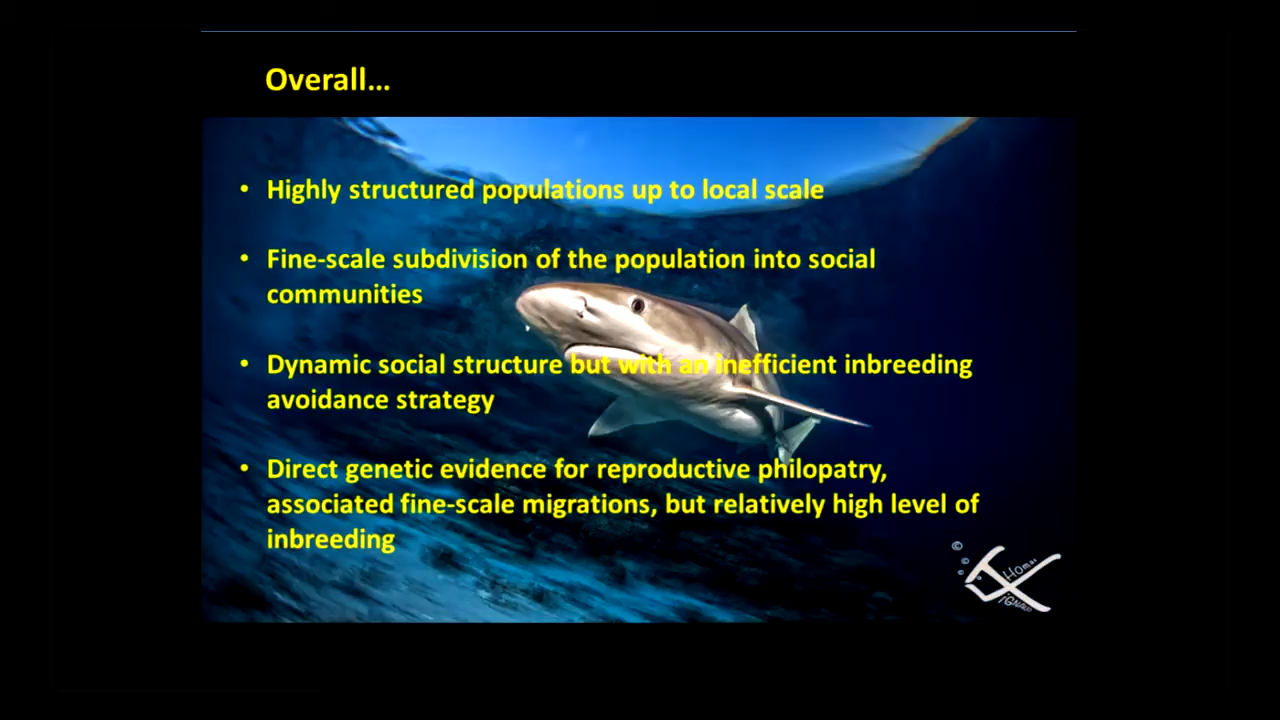 Overall...
• Highly structured populations up to local scale
• Fine-scale subdivision of the population into social
communities
• Dynamic social structure but with an inefficient inbreeding
avoidance strategy
• Direct genetic evidence for reproductive philopatry,
associated fine-scale migrations, but relatively high level of
inbreeding
©